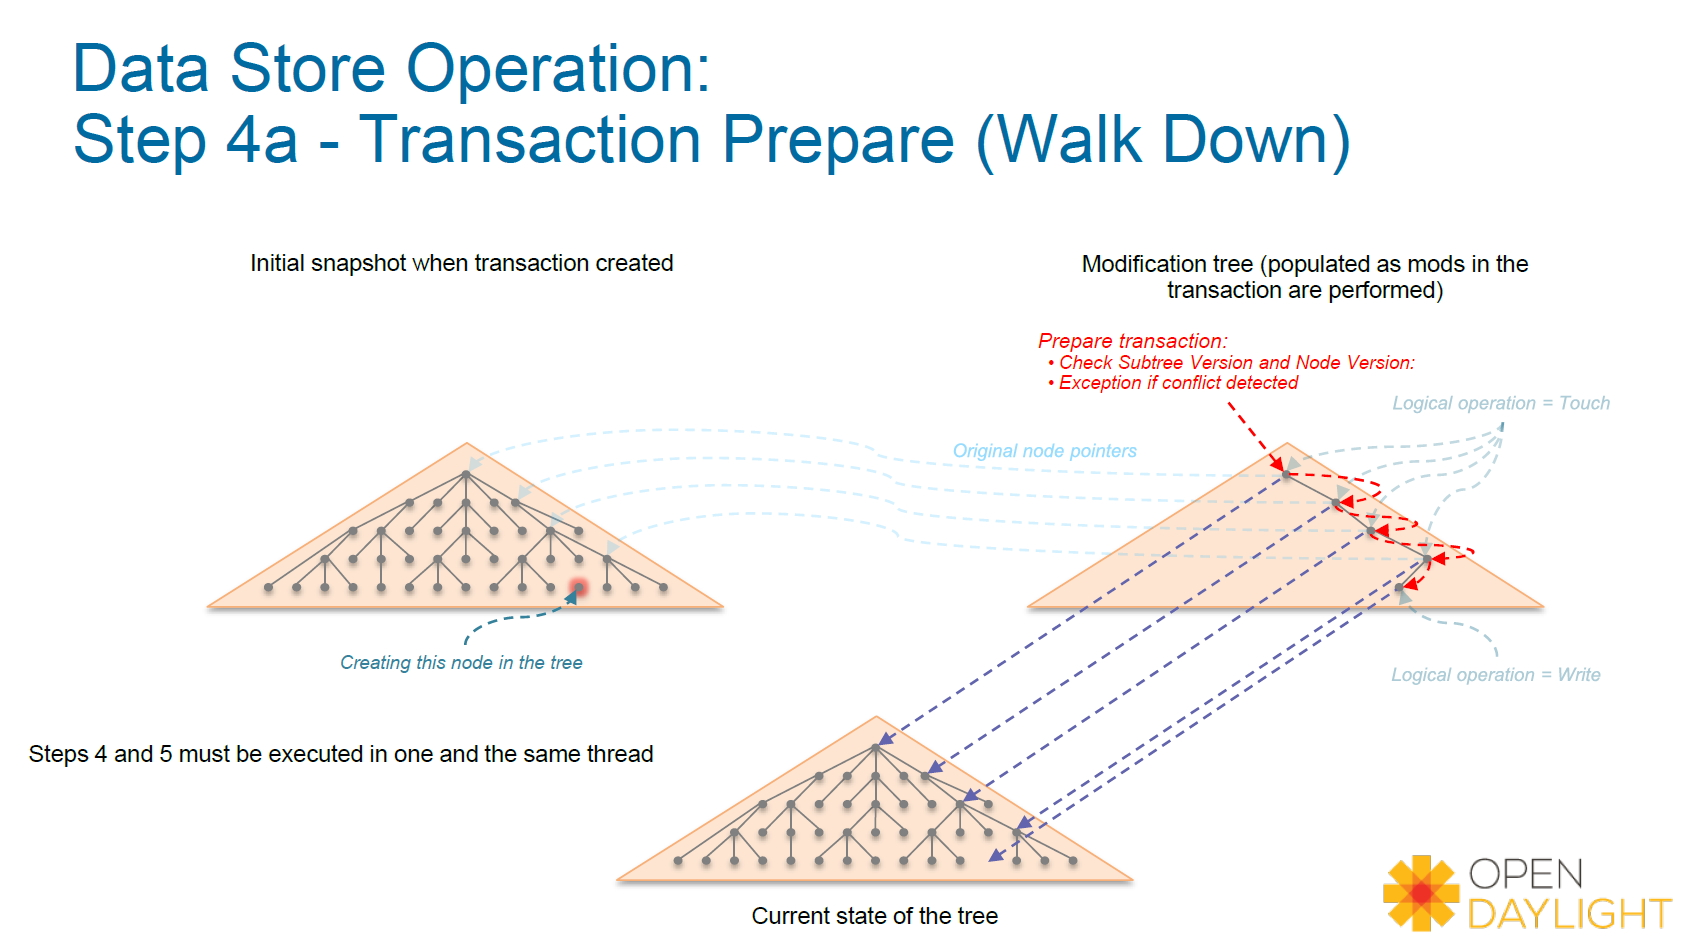 Data Store Operation:
Step 4a - Transaction Prepare (Walk Down)
Initial snapshot when transaction created
Modification tree (populated as mods in the
transaction are performed)
Prepare transaction:
• Check Subtree Version and Node Version:
• Exception if conflict detected
Logical operation = Touch
Original node pointers
Creating this node in the tree
Logical operation = Write
Steps 4 and 5 must be executed in one and the same thread
Current state of the tree
OPEN
DAYLIGHT